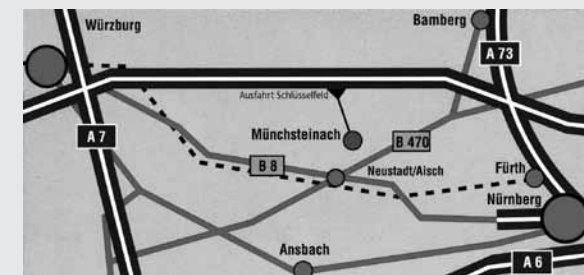 Würzburg
Bamberg
A 73
Ausfahrt Schlüsselfeld
A 7
Münchsteinach
B 470
B 8
Neustadt/Aisch
Fürth
Nürnberg
Ansbach
A 6